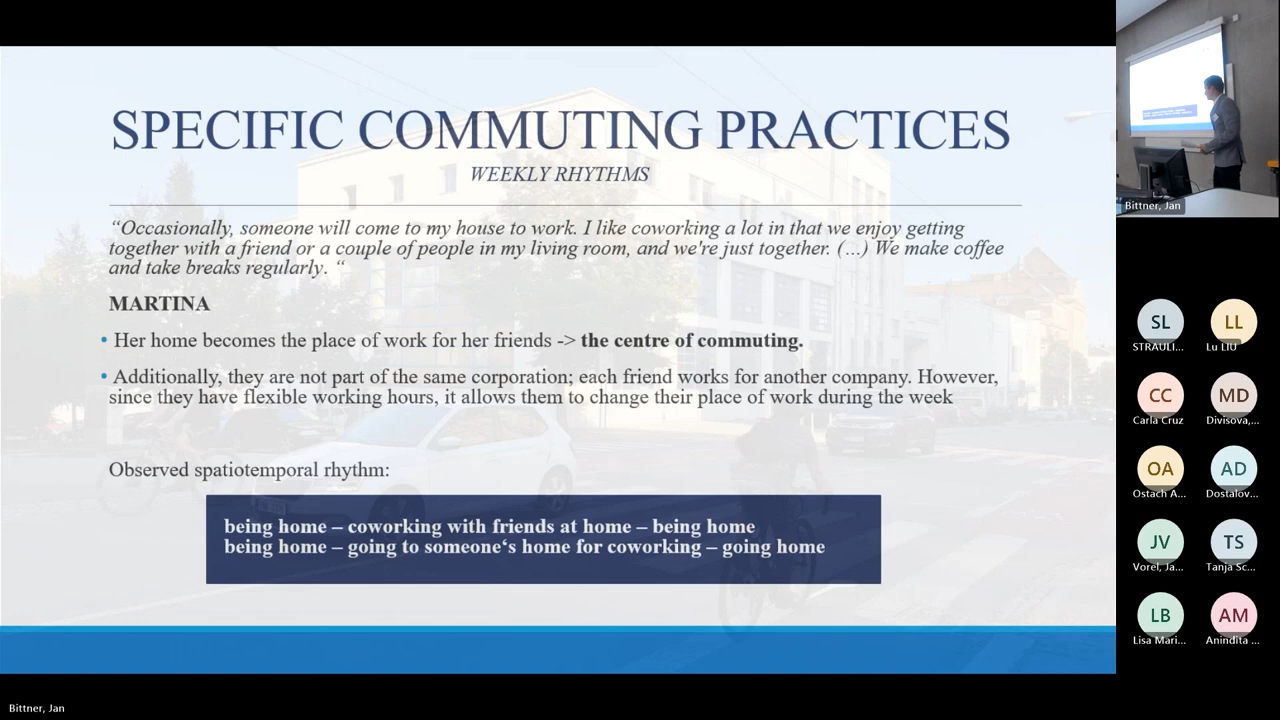 SPECIFIC COMMUTING PRACTICES
WEEKLY RHYTHMS
“Occasionally, someone will come to my house to work. I like coworking a lot in that we enjoy getting
together with a friend or a couple of people in my living room, and we're just together. (…) We make coffee
and take breaks regularly. “
MARTINA
• Her home becomes the place of work for her friends -> the centre of commuting.
• Additionally, they are not part of the same corporation; each friend works for another company. However,
since they have flexible working hours, it allows them to change their place of work during the week
Observed spatiotemporal rhythm:
being home – coworking with friends at home – being home
being home – going to someone‘s home for coworking – going home
Bittner, Jan
SL
STRAULI...
LL
Lu LIU
CC
Carla Cruz
MD
Divisova,...
OA
Ostach A...
AD
Dostalov...
JV
Vorel, Ja...
TS
Tanja Sc...
LB
Lisa Mari...
AM
Anindita ...
Bittner, Jan